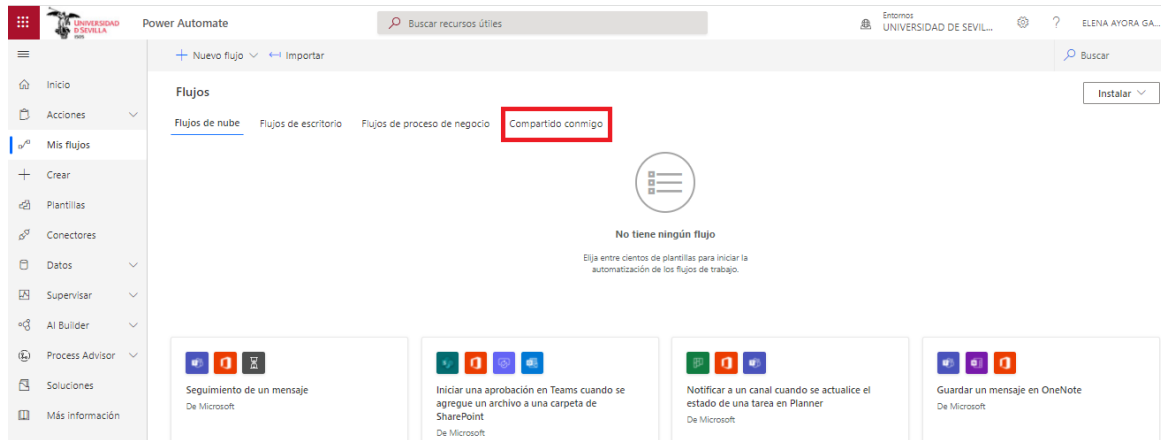 UNIVERSIDAD
D SEVILLA
Power Automate
Buscar recursos útiles
Entornos
UNIVERSIDAD DE SEVIL...
?
ELENA AYORA GA...
Nuevo flujo
Importar
Buscar
Inicio
Acciones
Mis flujos
Crear
Plantillas
Conectores
Datos
Supervisar
AI Builder
Process Advisor
Soluciones
Más información
Flujos
Instalar
Flujos de nube
Flujos de escritorio
Flujos de proceso de negocio
Compartido conmigo
No tiene ningún flujo
Elija entre cientos de plantillas para iniciar la
automatización de los flujos de trabajo.
Seguimiento de un mensaje
De Microsoft
Iniciar una aprobación en Teams cuando se
agregue un archivo a una carpeta de
SharePoint
De Microsoft
Notificar a un canal cuando se actualice el
estado de una tarea en Planner
De Microsoft
Guardar un mensaje en OneNote
De Microsoft